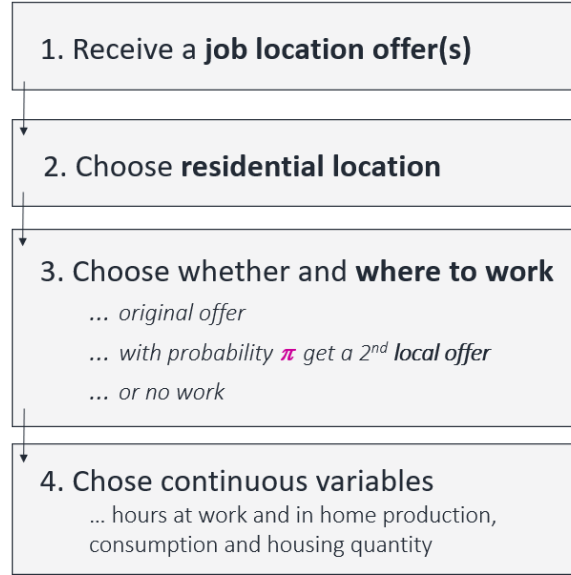 1. Receive a job location offer(s)
2. Choose residential location
3. Choose whether and where to work
... original offer
... with probability π get a 2nd local offer
... or no work
4. Chose continuous variables
... hours at work and in home production,
consumption and housing quantity